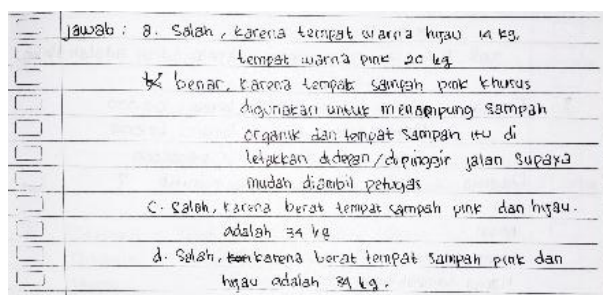 jawab : a. Salah, karena tempat warna hijau 14 kg,
tempat warna pink 20 kg
b. benar, karena tempat sampah pink khusus
digunakan untuk menampung sampah
organik dan tempat sampah itu di
letakkan didepan/dipinggir jalan supaya
mudah diambil petugas
C. Salah, karena berat tempat sampah pink dan hijau.
adalah 34 kg
d. Salah, karena berat tempat sampah pink dan
hijau adalah 34 kg.